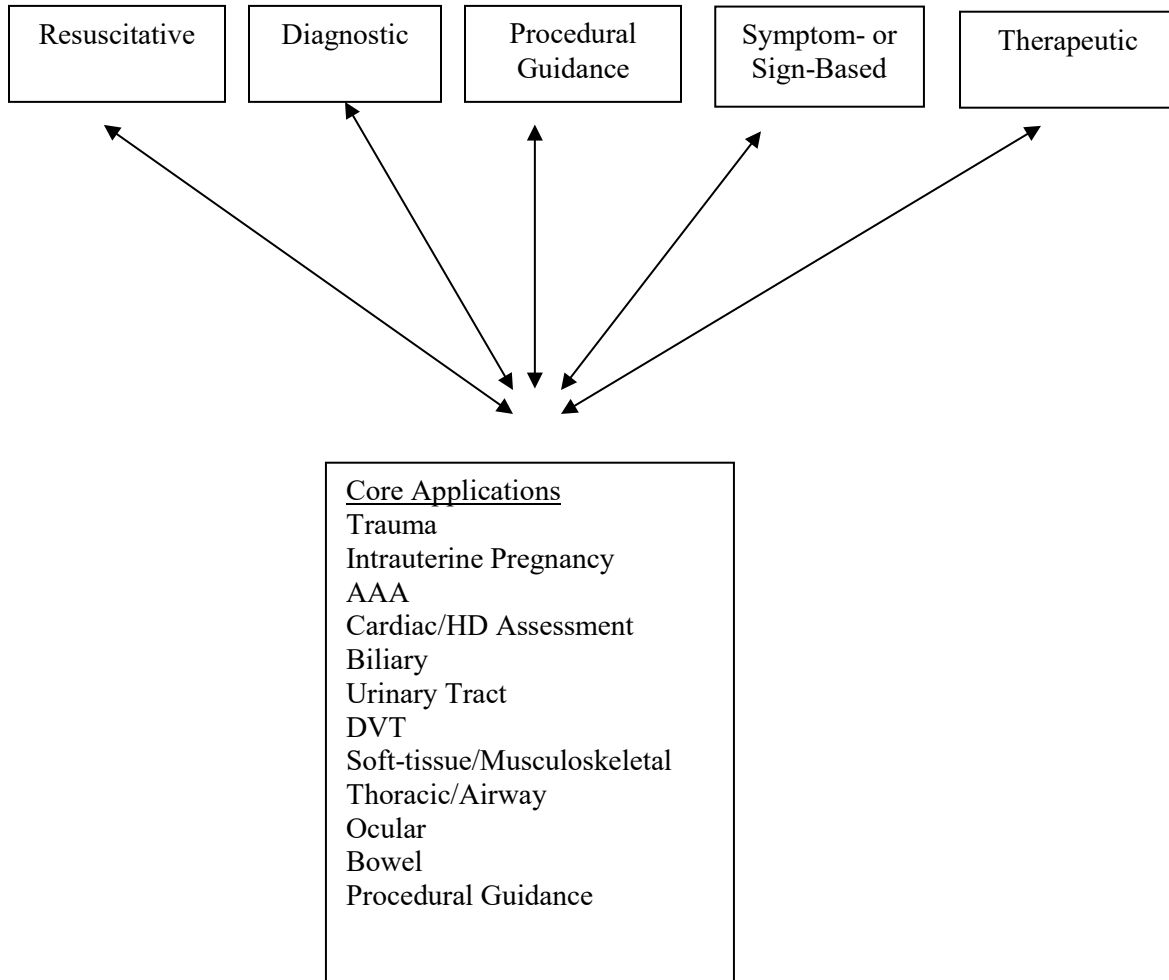 Resuscitative
Diagnostic
Procedural
Guidance
Symptom- or
Sign-Based
Therapeutic
Core Applications
Trauma
Intrauterine Pregnancy
AAA
Cardiac/HD Assessment
Biliary
Urinary Tract
DVT
Soft-tissue/Musculoskeletal
Thoracic/Airway
Ocular
Bowel
Procedural Guidance